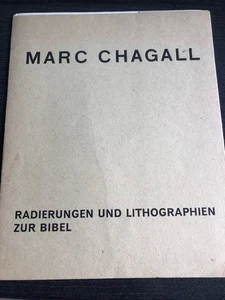 MARC CHAGALL
RADIERUNGEN UND LITHOGRAPHIEN
ZUR BIBEL